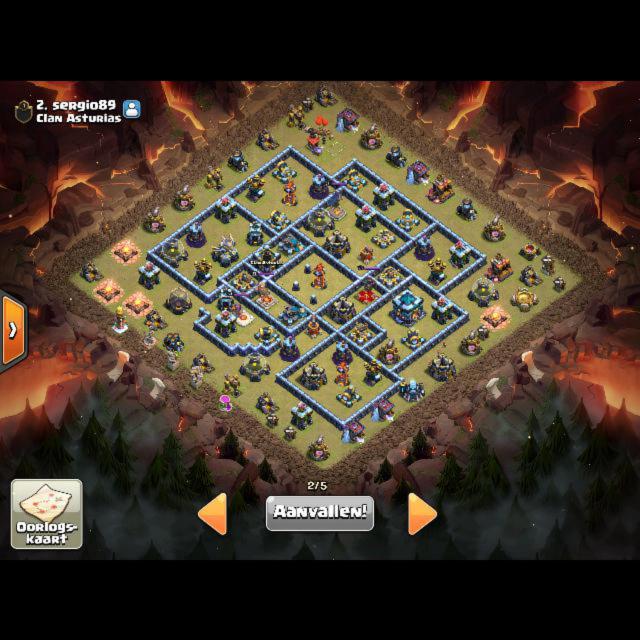 2. sergio89
Clan Asturias
2/5
Aanvallen!
Oorlogs-
kaart